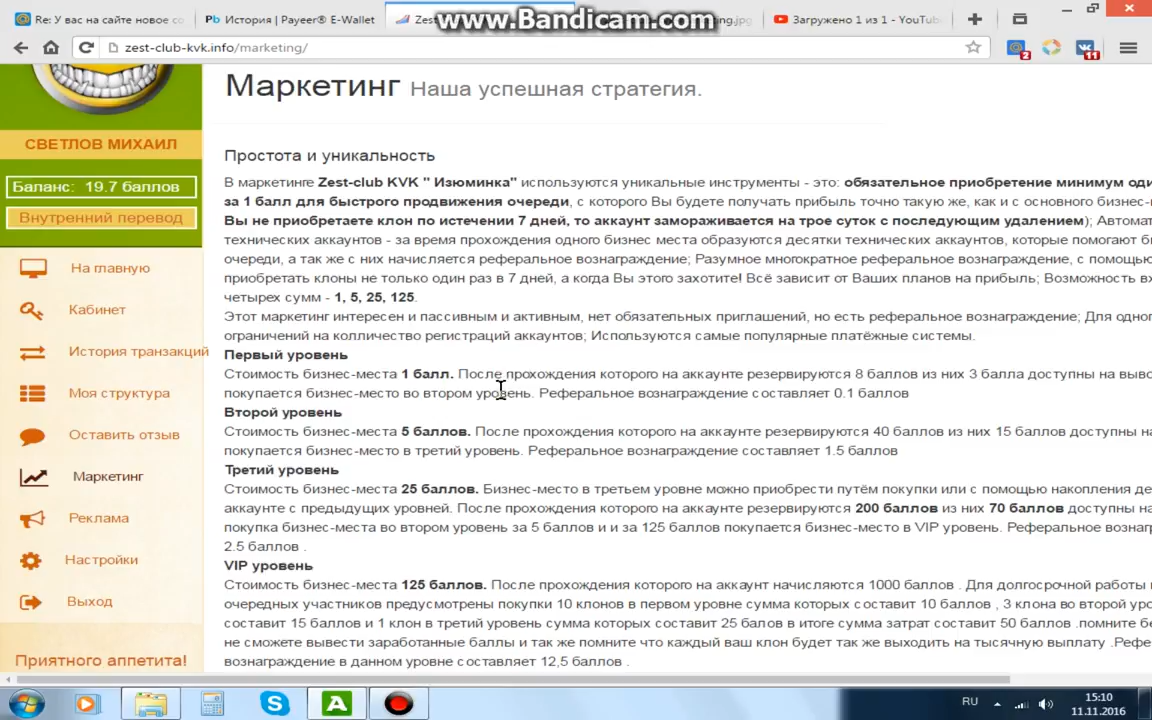 Re: У вас на сайте новое со
История | Payeer® E-Wallet
Zest
www.Bandicam.com
ing.jpg
Загружено 1 из 1 - YouTub
zest-club-kvk.info/marketing/
2
11
Маркетинг Наша успешная стратегия.
СВЕТЛОВ МИХАИЛ
Баланс: 19.7 баллов
Внутренний перевод
На главную
Кабинет
История транзакций
Моя структура
Оставить отзыв
Маркетинг
Реклама
Настройки
Выход
Приятного аппетита!
Простота и уникальность
В маркетинге Zest-club KVK " Изюминка" используются уникальные инструменты - это: обязательное приобретение минимум оди
за 1 балл для быстрого продвижения очереди, с которого Вы будете получать прибыль точно такую же, как и с основного бизнес-
Вы не приобретаете клон по истечении 7 дней, то аккаунт замораживается на трое суток с последующим удалением); Автомат
технических аккаунтов - за время прохождения одного бизнес места образуются десятки технических аккаунтов, которые помогают б
очереди, а так же с них начисляется реферальное вознаграждение; Разумное многократное реферальное вознаграждение, с помощь
приобретать клоны не только один раз в 7 дней, а когда Вы этого захотите! Всё зависит от Ваших планов на прибыль; Возможность вх
четырех сумм - 1, 5, 25, 125.
Этот маркетинг интересен и пассивным и активным, нет обязательных приглашений, но есть реферальное вознаграждение; Для одног
ограничений на колличество регистраций аккаунтов; Используются самые популярные платёжные системы.
Первый уровень
Стоимость бизнес-места 1 балл. После прохождения которого на аккаунте резервируются 8 баллов из них 3 балла доступны на выво
покупается бизнес-место во втором уровень. Реферальное вознаграждение составляет 0.1 баллов
Второй уровень
Стоимость бизнес-места 5 баллов. После прохождения которого на аккаунте резервируются 40 баллов из них 15 баллов доступны на
покупается бизнес-место в третий уровень. Реферальное вознаграждение составляет 1.5 баллов
Третий уровень
Стоимость бизнес-места 25 баллов. Бизнес-место в третьем уровне можно приобрести путём покупки или с помощью накопления де
аккаунте с предыдущих уровней. После прохождения которого на аккаунте резервируются 200 баллов из них 70 баллов доступны на
покупка бизнес-места во втором уровень за 5 баллов и и за 125 баллов покупается бизнес-место в VIP уровень. Реферальное вознаг
2.5 баллов .
VIP уровень
Стоимость бизнес-места 125 баллов. После прохождения которого на аккаунт начисляются 1000 баллов . Для долгосрочной работы и
очередных участников предусмотрены покупки 10 клонов в первом уровне сумма которых составит 10 баллов , 3 клона во второй уро
составит 15 баллов и 1 клон в третий уровень сумма которых составит 25 балов в итоге сумма затрат составит 50 баллов .помните бе
не сможете вывести заработанные баллы и так же помните что каждый ваш клон будет так же выходить на тысячную выплату .Рефе
вознаграждение в данном уровне составляет 12,5 баллов .
RU
15:10
11.11.2016